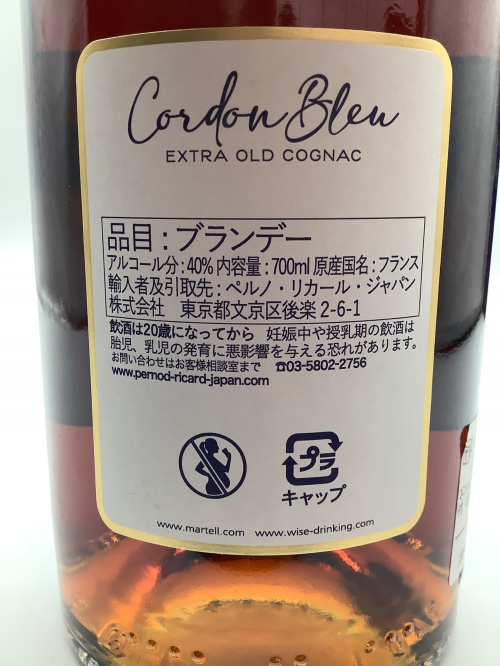 Cordon Bleu
EXTRA OLD COGNAC
品目：ブランデー
アルコール分：40% 内容量：700ml 原産国名：フランス
輸入者及引取先：ペルノ・リカール・ジャパン
株式会社　東京都文京区後楽 2-6-1
飲酒は20歳になってから　妊娠中や授乳期の飲酒は
胎児、乳児の発育に悪影響を与える恐れがあります。
お問い合わせはお客様相談室まで　☎03-5802-2756
www.pernod-ricard-japan.com
プラ
キャップ
www.martell.com www.wise-drinking.com